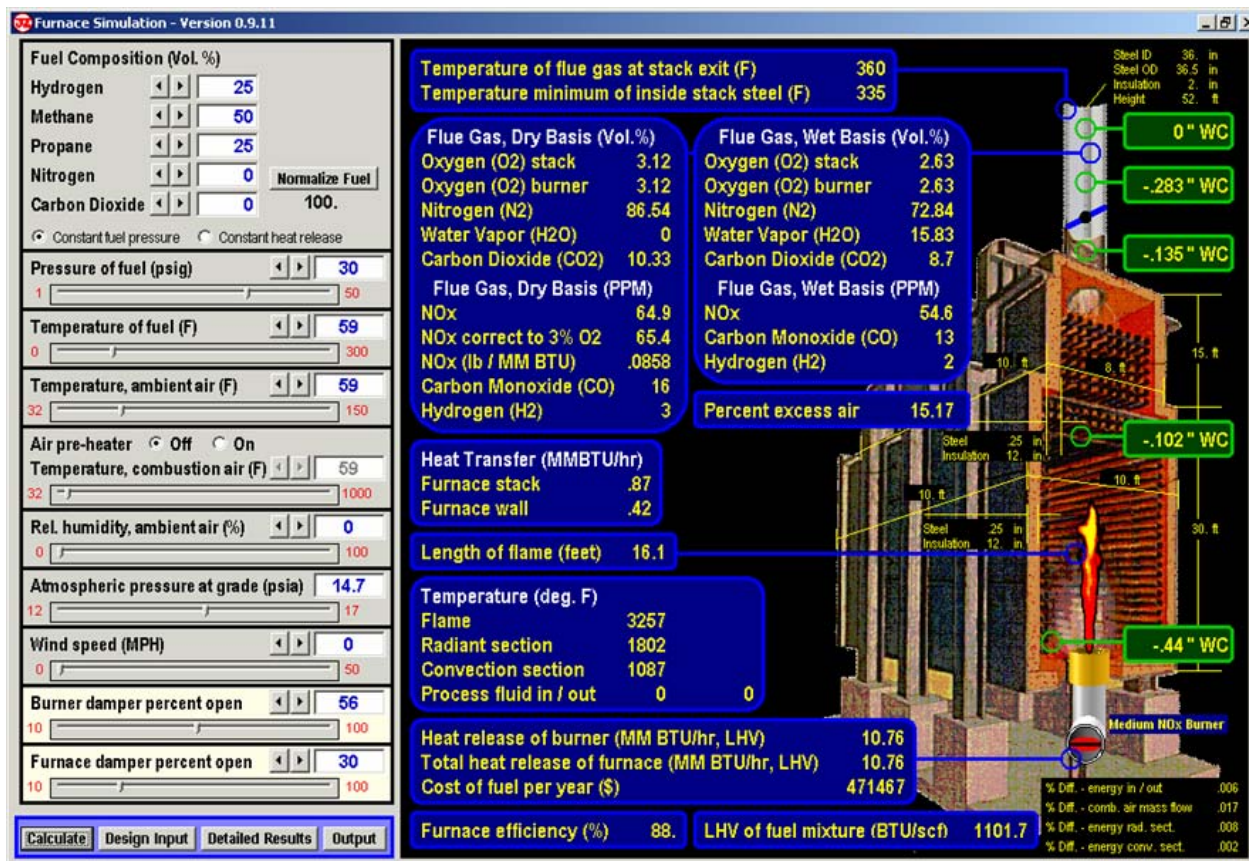 Furnace Simulation - Version 0.9.11
Fuel Composition (Vol. %)
Hydrogen 25
Methane 50
Propane 25
Nitrogen 0 Normalize Fuel
Carbon Dioxide 0 100.
Constant fuel pressure Constant heat release
Pressure of fuel (psig) 30
1 50
Temperature of fuel (F) 59
0 300
Temperature, ambient air (F) 59
32 150
Air pre-heater Off On
Temperature, combustion air (F) 59
32 1000
Rel. humidity, ambient air (%) 0
0 100
Atmospheric pressure at grade (psia) 14.7
12 17
Wind speed (MPH) 0
0 50
Burner damper percent open 56
10 100
Furnace damper percent open 30
10 100
Calculate Design Input Detailed Results Output
Temperature of flue gas at stack exit (F) 360
Temperature minimum of inside stack steel (F) 335
Flue Gas, Dry Basis (Vol.%)
Oxygen (O2) stack 3.12
Oxygen (O2) burner 3.12
Nitrogen (N2) 86.54
Water Vapor (H2O) 0
Carbon Dioxide (CO2) 10.33
Flue Gas, Dry Basis (PPM)
NOx 64.9
NOx correct to 3% O2 65.4
NOx (lb / MM BTU) .0858
Carbon Monoxide (CO) 16
Hydrogen (H2) 3
Flue Gas, Wet Basis (Vol.%)
Oxygen (O2) stack 2.63
Oxygen (O2) burner 2.63
Nitrogen (N2) 72.84
Water Vapor (H2O) 15.83
Carbon Dioxide (CO2) 8.7
Flue Gas, Wet Basis (PPM)
NOx 54.6
Carbon Monoxide (CO) 13
Hydrogen (H2) 2
Percent excess air 15.17
Heat Transfer (MMBTU/hr)
Furnace stack .87
Furnace wall .42
Length of flame (feet) 16.1
Temperature (deg. F)
Flame 3257
Radiant section 1802
Convection section 1087
Process fluid in / out 0 0
Heat release of burner (MM BTU/hr, LHV) 10.76
Total heat release of furnace (MM BTU/hr, LHV) 10.76
Cost of fuel per year ($) 471467
Furnace efficiency (%) 88.
LHV of fuel mixture (BTU/scf) 1101.7
Steel ID 36. in
Steel OD 36.5 in
Insulation 2. in
Height 52. ft
0" WC
-.283" WC
-.135" WC
15. ft
10. ft
8. ft
-.102" WC
Steel .25 in
Insulation 12. in
10. ft
10. ft
Steel .25 in
Insulation 12. in
30. ft
-.44" WC
Medium NOx Burner
% Diff. - energy in / out .006
% Diff. - comb. air mass flow .017
% Diff. - energy rad. sect. .008
% Diff. - energy conv. sect. .002